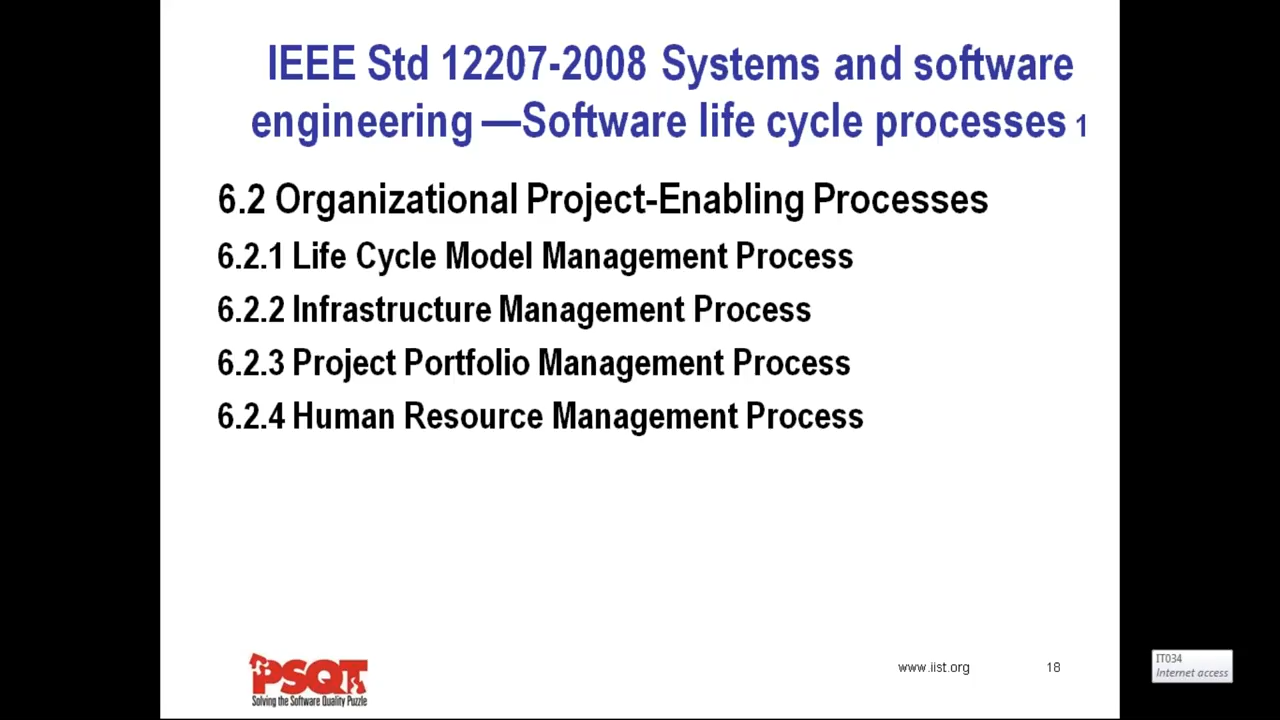 IEEE Std 12207-2008 Systems and software
engineering —Software life cycle processes 1
6.2 Organizational Project-Enabling Processes
6.2.1 Life Cycle Model Management Process
6.2.2 Infrastructure Management Process
6.2.3 Project Portfolio Management Process
6.2.4 Human Resource Management Process
PSQT
Solving the Software Quality Puzzle
www.iist.org
18
IT034
Internet access